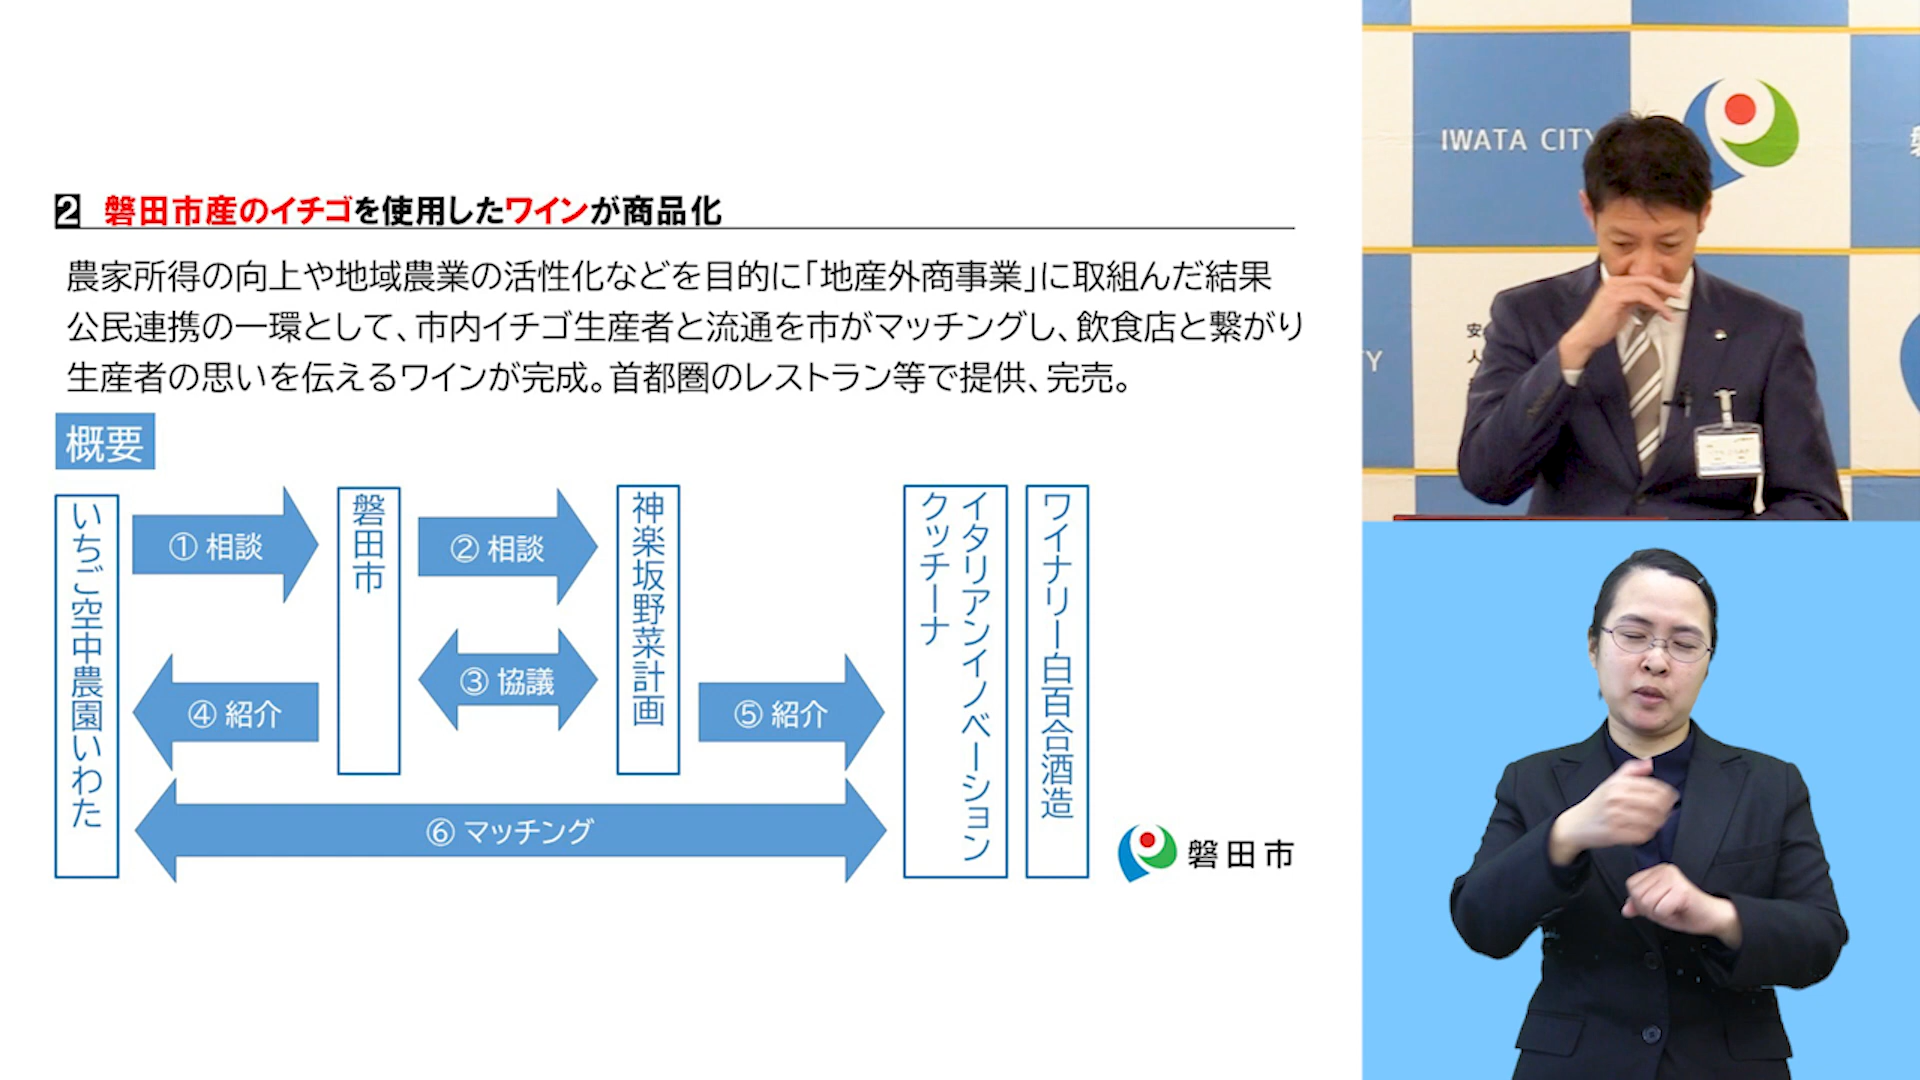 2 磐田市産のイチゴを使用したワインが商品化
農家所得の向上や地域農業の活性化などを目的に「地産外商事業」に取組んだ結果
公民連携の一環として、市内イチゴ生産者と流通を市がマッチングし、飲食店と繋がり
生産者の思いを伝えるワインが完成。首都圏のレストラン等で提供、完売。
概要
いちご空中農園いわた
① 相談
磐田市
② 相談
神楽坂野菜計画
③ 協議
④ 紹介
⑤ 紹介
⑥ マッチング
イタリアンイノベーション
クッチーナ
ワイナリー白百合酒造
磐田市
IWATA CITY
安
人